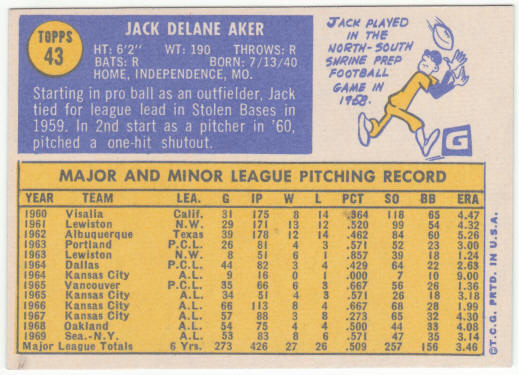 TOPPS
43
JACK DELANE AKER
HT: 6'2" WT: 190 THROWS: R
BATS: R BORN: 7/13/40
HOME, INDEPENDENCE, MO.
Starting in pro ball as an outfielder, Jack
tied for league lead in Stolen Bases in
1959. In 2nd start as a pitcher in '60,
pitched a one-hit shutout.
JACK PLAYED
IN THE
NORTH-SOUTH
SHRINE PREP
FOOTBALL
GAME IN
1958.
G
MAJOR AND MINOR LEAGUE PITCHING RECORD
YEAR TEAM LEA. G IP W L PCT SO BB ERA
1960 Visalia Calif. 31 175 8 14 .364 118 65 4.47
1961 Lewiston N.W. 29 171 13 12 .520 99 54 4.32
1962 Albuquerque Texas 39 178 12 14 .462 84 60 5.26
1963 Portland P.C.L. 26 81 4 3 .571 52 23 3.00
1963 Lewiston N.W. 8 51 6 1 .857 39 18 1.24
1964 Dallas P.C.L. 44 82 3 4 .429 64 22 2.63
1964 Kansas City A.L. 9 16 0 1 .000 7 10 9.00
1965 Vancouver P.C.L. 35 66 6 3 .667 56 26 1.36
1965 Kansas City A.L. 34 51 4 3 .571 26 18 3.18
1966 Kansas City A.L. 66 113 8 4 .667 68 28 1.99
1967 Kansas City A.L. 57 88 3 8 .273 65 32 4.30
1968 Oakland A.L. 54 75 4 4 .500 44 33 4.08
1969 Sea.-N.Y. A.L. 53 83 8 6 .571 47 35 3.14
Major League Totals 6 Yrs. 273 426 27 26 .509 257 156 3.46
©T.C.G. PRTD. IN U.S.A.